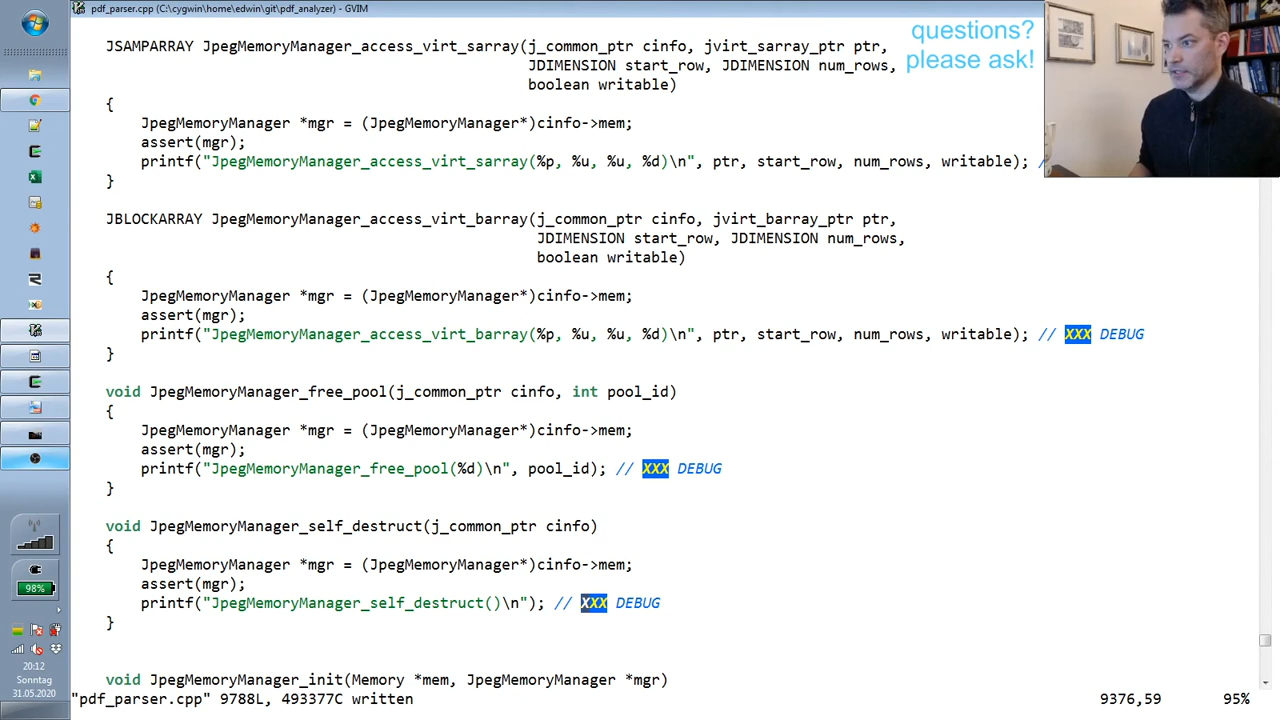 pdf_parser.cpp (C:\cygwin\home\edwin\git\pdf_analyzer) - GVIM
questions?
please ask!
JSAMPARRAY JpegMemoryManager_access_virt_sarray(j_common_ptr cinfo, jvirt_sarray_ptr ptr,
JDIMENSION start_row, JDIMENSION num_rows,
boolean writable)
{
JpegMemoryManager *mgr = (JpegMemoryManager*)cinfo->mem;
assert(mgr);
printf("JpegMemoryManager_access_virt_sarray(%p, %u, %u, %d)\n", ptr, start_row, num_rows, writable); /
}
JBLOCKARRAY JpegMemoryManager_access_virt_barray(j_common_ptr cinfo, jvirt_barray_ptr ptr,
JDIMENSION start_row, JDIMENSION num_rows,
boolean writable)
{
JpegMemoryManager *mgr = (JpegMemoryManager*)cinfo->mem;
assert(mgr);
printf("JpegMemoryManager_access_virt_barray(%p, %u, %u, %d)\n", ptr, start_row, num_rows, writable); // XXX DEBUG
}
void JpegMemoryManager_free_pool(j_common_ptr cinfo, int pool_id)
{
JpegMemoryManager *mgr = (JpegMemoryManager*)cinfo->mem;
assert(mgr);
printf("JpegMemoryManager_free_pool(%d)\n", pool_id); // XXX DEBUG
}
void JpegMemoryManager_self_destruct(j_common_ptr cinfo)
{
JpegMemoryManager *mgr = (JpegMemoryManager*)cinfo->mem;
assert(mgr);
printf("JpegMemoryManager_self_destruct()\n"); // XXX DEBUG
}
void JpegMemoryManager_init(Memory *mem, JpegMemoryManager *mgr)
"pdf_parser.cpp" 9788L, 493377C written
9376,59
95%
98%
20:12
Sonntag
31.05.2020